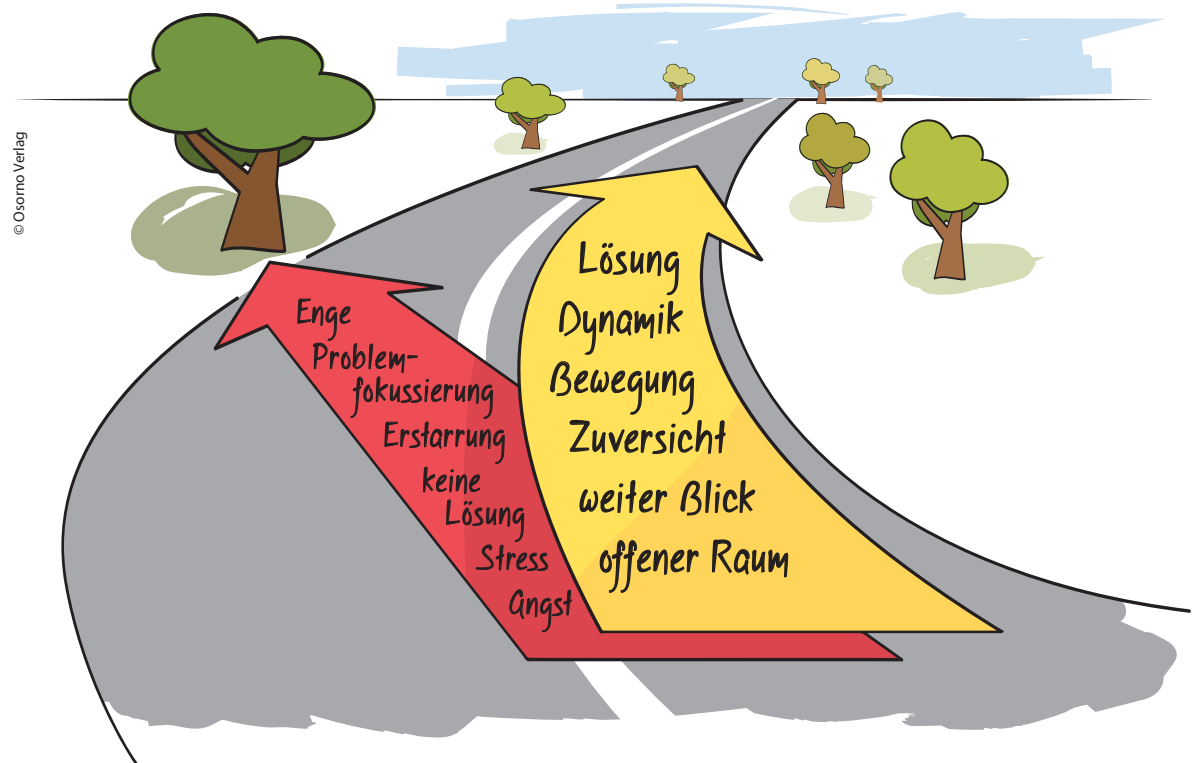 © Osorno Verlag
Enge
Problem-
fokussierung
Erstarrung
keine
Lösung
Stress
Angst
Lösung
Dynamik
Bewegung
Zuversicht
weiter Blick
offener Raum